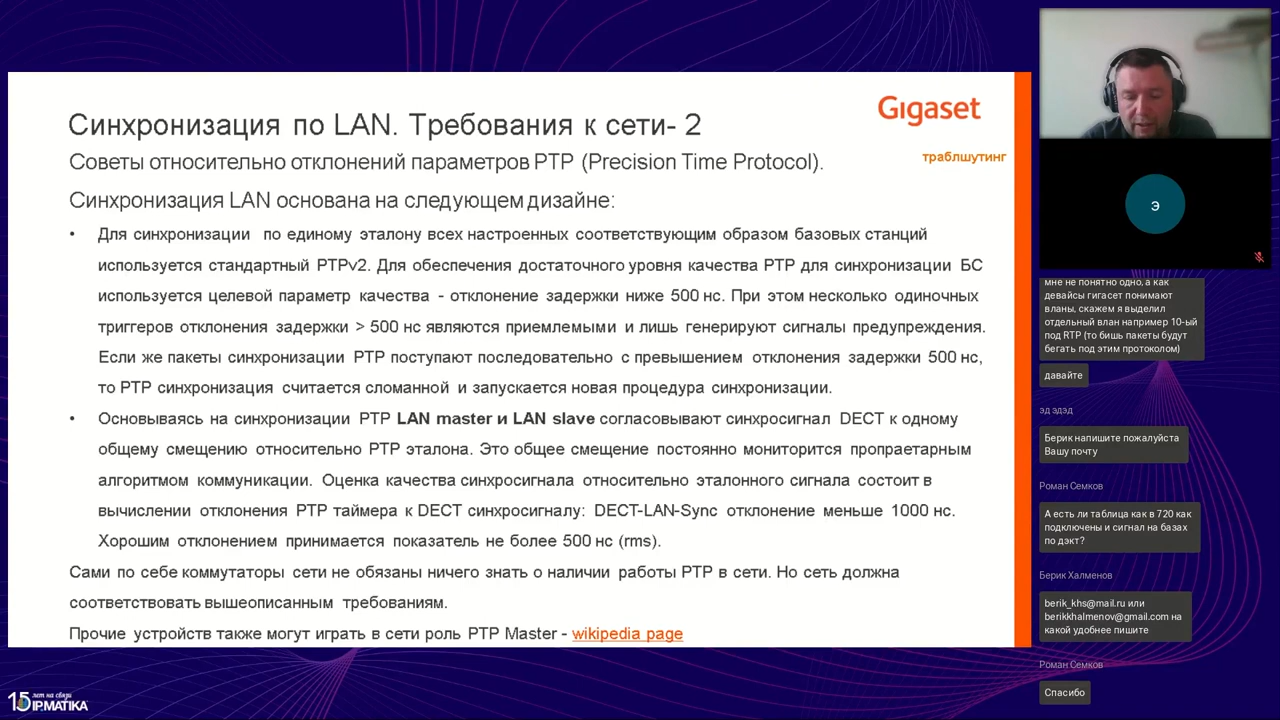 Gigaset
Синхронизация по LAN. Требования к сети- 2
траблшутинг
Советы относительно отклонений параметров PTP (Precision Time Protocol).
Синхронизация LAN основана на следующем дизайне:
• Для синхронизации по единому эталону всех настроенных соответствующим образом базовых станций
используется стандартный PTPv2. Для обеспечения достаточного уровня качества PTP для синхронизации БС
используется целевой параметр качества - отклонение задержки ниже 500 нс. При этом несколько одиночных
триггеров отклонения задержки > 500 нс являются приемлемыми и лишь генерируют сигналы предупреждения.
Если же пакеты синхронизации PTP поступают последовательно с превышением отклонения задержки 500 нс,
то PTP синхронизация считается сломанной и запускается новая процедура синхронизации.
• Основываясь на синхронизации PTP LAN master и LAN slave согласовывают синхросигнал DECT к одному
общему смещению относительно PTP эталона. Это общее смещение постоянно мониторится пропраетарным
алгоритмом коммуникации. Оценка качества синхросигнала относительно эталонного сигнала состоит в
вычислении отклонения PTP таймера к DECT синхросигналу: DECT-LAN-Sync отклонение меньше 1000 нс.
Хорошим отклонением принимается показатель не более 500 нс (rms).
Сами по себе коммутаторы сети не обязаны ничего знать о наличии работы PTP в сети. Но сеть должна
соответствовать вышеописанным требованиям.
Прочие устройств также могут играть в сети роль PTP Master - wikipedia page
15 лет на связи
IPMATIKA
э
мне не понятно одно, а как
девайсы гигасет понимают
вланы, скажем я выделил
отдельный влан например 10-ый
под RTP (то бишь пакеты будут
бегать под этим протоколом)
давайте
эд эдэд
Берик напишите пожалуйста
Вашу почту
Роман Семков
А есть ли таблица как в 720 как
подключены и сигнал на базах
по дэкт?
Берик Халменов
berik_khs@mail.ru или
berikkhalmenov@gmail.com на
какой удобнее пишите
Роман Семков
Спасибо